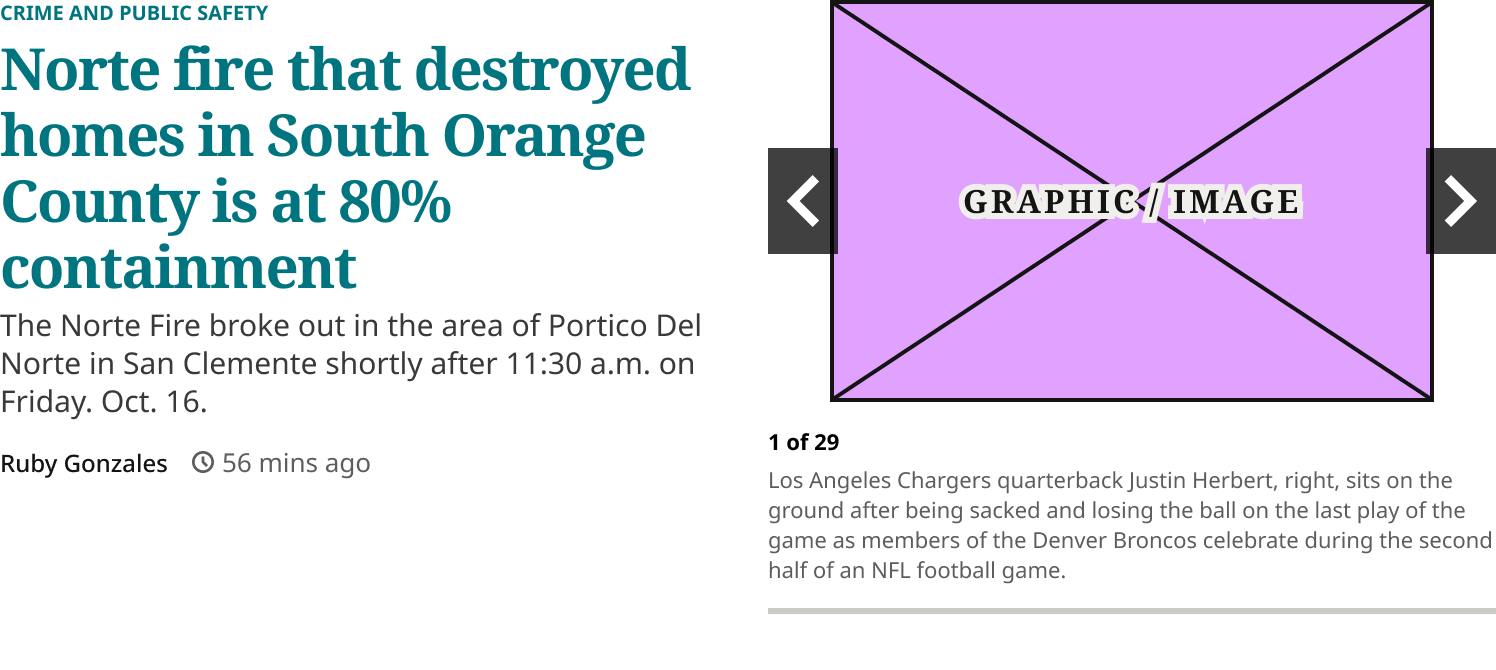 CRIME AND PUBLIC SAFETY
Norte fire that destroyed
homes in South Orange
County is at 80%
containment
The Norte Fire broke out in the area of Portico Del
Norte in San Clemente shortly after 11:30 a.m. on
Friday. Oct. 16.
Ruby Gonzales 56 mins ago
GRAPHIC / IMAGE
1 of 29
Los Angeles Chargers quarterback Justin Herbert, right, sits on the
ground after being sacked and losing the ball on the last play of the
game as members of the Denver Broncos celebrate during the second
half of an NFL football game.